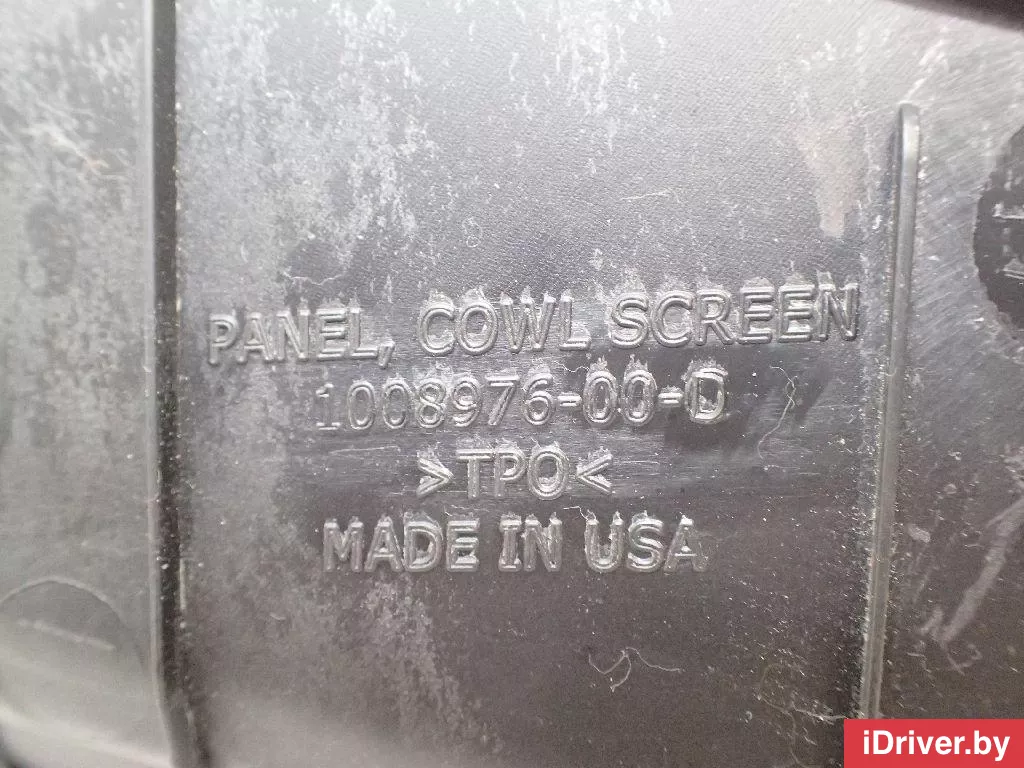 PANEL, COWL SCREEN
1008976-00-D
>TPO<
MADE IN USA
iDriver.by